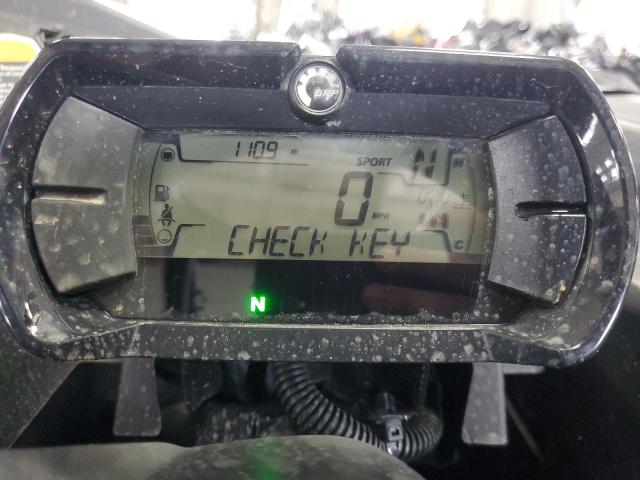 BRP
1109
SPORT N
0
MPH
CHECK KEY
C
N